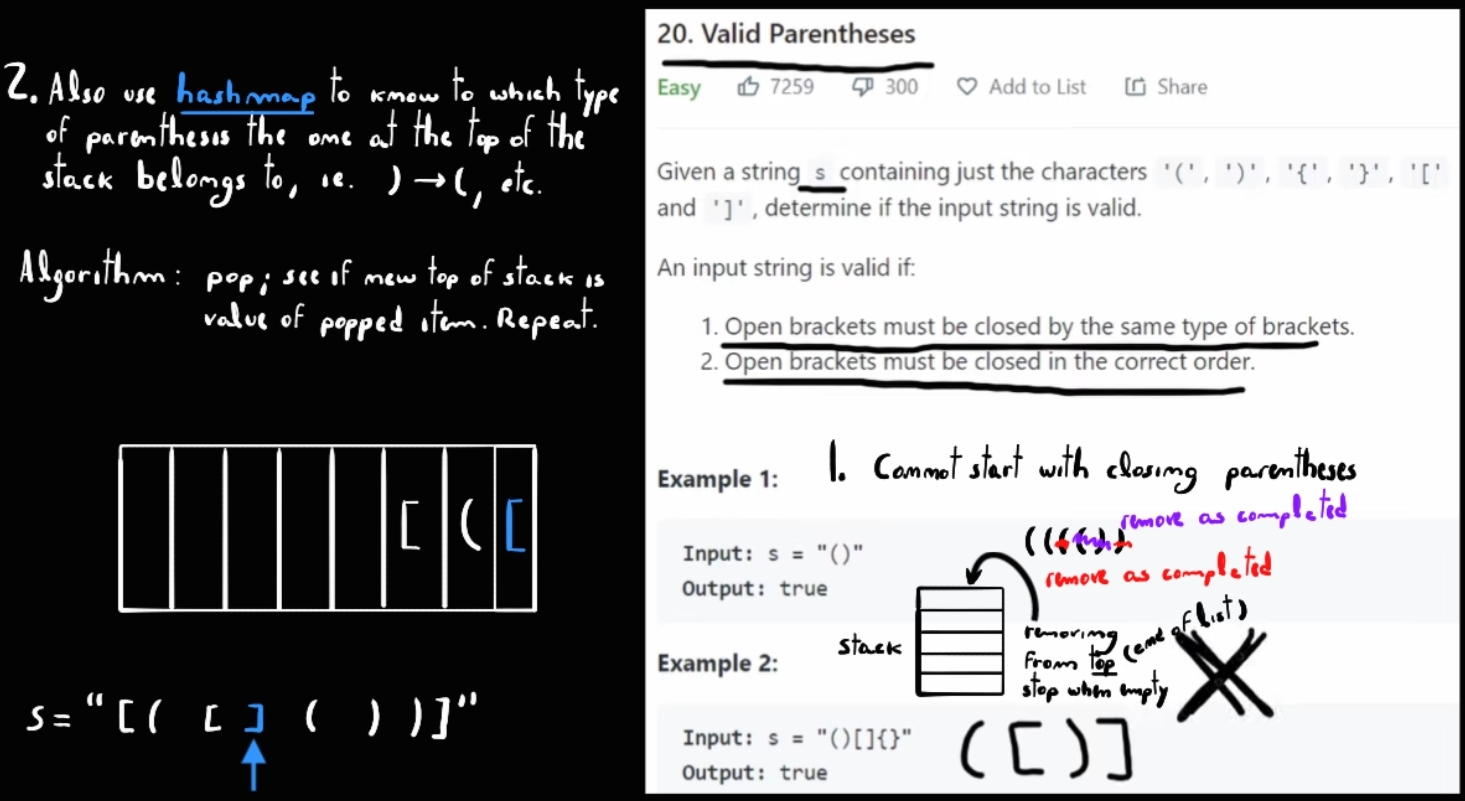 2. Also use hashmap to know to which type
of parenthesis the one at the top of the
stack belongs to, ie. ) → (, etc.
Algorithm: pop; see if new top of stack is
value of popped item. Repeat.
[ ( [
s = "[( [ ] ( ) )]"
20. Valid Parentheses
Easy 7259 300 Add to List Share
Given a string s containing just the characters '(', ')', '{', '}', '['
and ']', determine if the input string is valid.
An input string is valid if:
1. Open brackets must be closed by the same type of brackets.
2. Open brackets must be closed in the correct order.
1. Cannot start with closing parentheses
Example 1:
remove as completed
((((()))
remove as completed
Input: s = "()"
Output: true
stack
removing
from top (end of list)
stop when empty
Example 2:
Input: s = "()[]{}"
Output: true
([)]